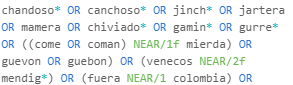 chandoso* OR canchoso* OR jinch* OR jartera
OR mamera OR chiviado* OR gamin* OR gurre*
OR ((come OR coman) NEAR/1f mierda) OR
guevon OR guebon) OR (venecos NEAR/2f
mendig*) OR (fuera NEAR/1 colombia) OR